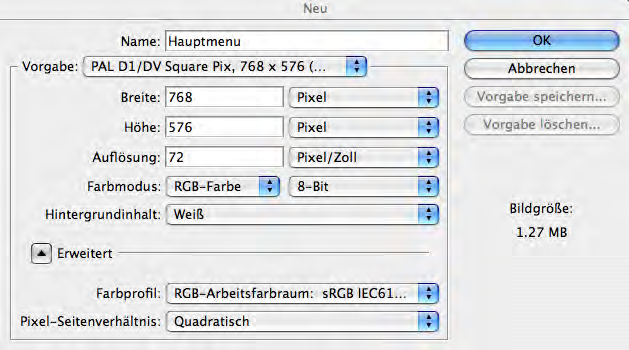 Neu
Name: Hauptmenu
OK
Vorgabe: PAL D1/DV Square Pix, 768 x 576 (...
Abbrechen
Breite: 768 Pixel
Vorgabe speichern...
Höhe: 576 Pixel
Vorgabe löschen...
Auflösung: 72 Pixel/Zoll
Farbmodus: RGB-Farbe 8-Bit
Hintergrundinhalt: Weiß
Bildgröße:
1.27 MB
Erweitert
Farbprofil: RGB-Arbeitsfarbraum: sRGB IEC61...
Pixel-Seitenverhältnis: Quadratisch